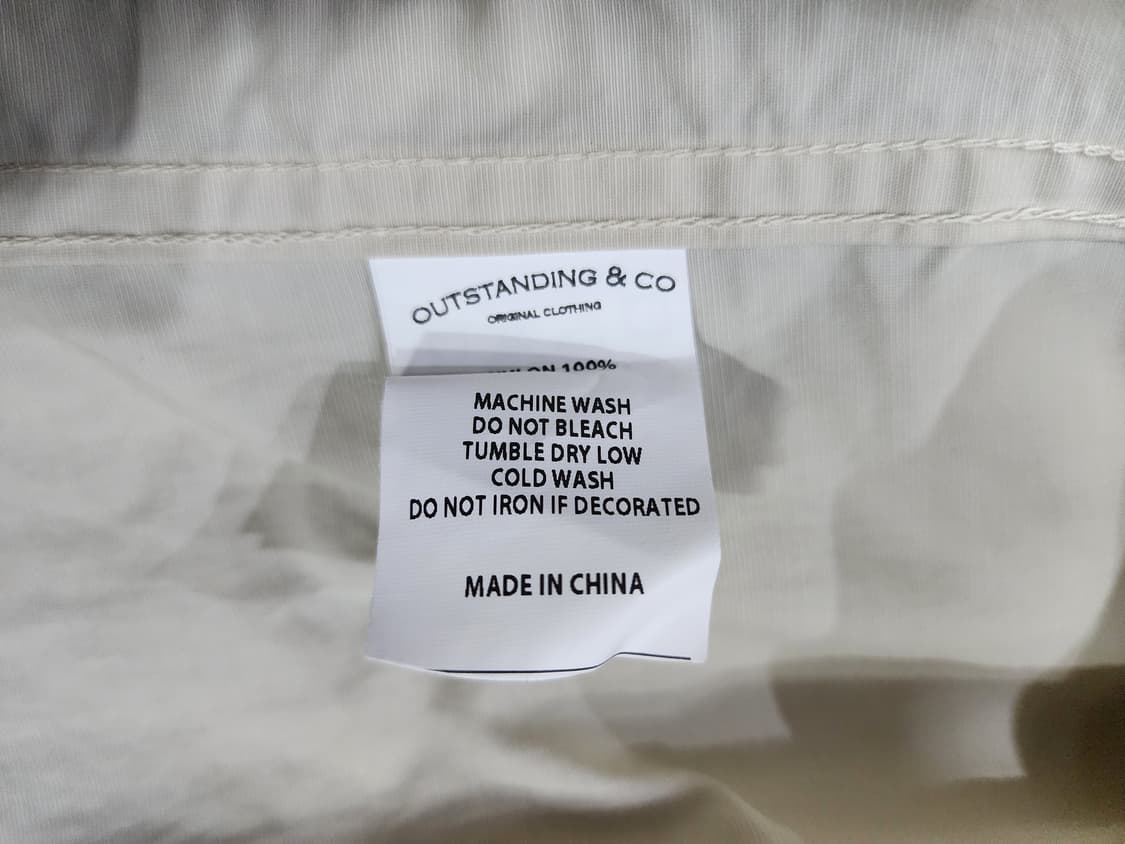 OUTSTANDING & CO
ORIGINAL CLOTHING
100%
MACHINE WASH
DO NOT BLEACH
TUMBLE DRY LOW
COLD WASH
DO NOT IRON IF DECORATED
MADE IN CHINA